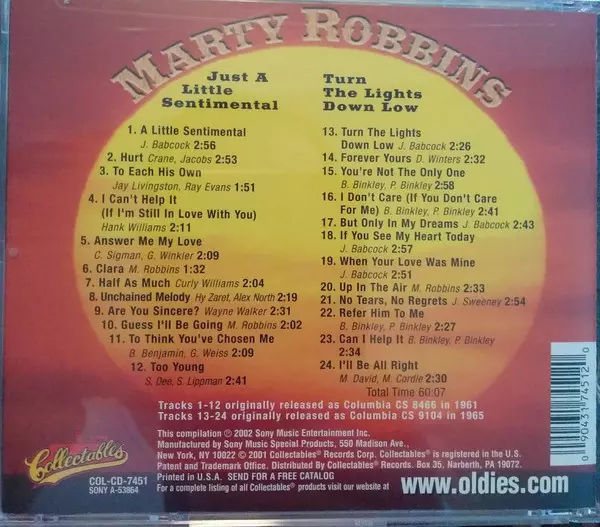 MARTY ROBBINS
Just A
Little
Sentimental
1. A Little Sentimental
J. Babcock 2:56
2. Hurt Crane, Jacobs 2:53
3. To Each His Own
Jay Livingston, Ray Evans 1:51
4. I Can't Help It
(If I'm Still In Love With You)
Hank Williams 2:11
5. Answer Me My Love
C. Sigman, G. Winkler 2:09
6. Clara M. Robbins 1:32
7. Half As Much Curly Williams 2:04
8. Unchained Melody Hy Zaret, Alex North 2:19
9. Are You Sincere? Wayne Walker 2:31
10. Guess I'll Be Going M. Robbins 2:02
11. To Think You've Chosen Me
B. Benjamin, G. Weiss 2:09
12. Too Young
S. Dee, S. Lippman 2:41
Turn
The Lights
Down Low
13. Turn The Lights
Down Low J. Babcock 2:26
14. Forever Yours D. Winters 2:32
15. You're Not The Only One
B. Binkley, P. Binkley 2:58
16. I Don't Care (If You Don't Care
For Me) B. Binkley, P. Binkley 2:41
17. But Only In My Dreams J. Babcock 2:43
18. If You See My Heart Today
J. Babcock 2:57
19. When Your Love Was Mine
J. Babcock 2:51
20. Up In The Air M. Robbins 2:33
21. No Tears, No Regrets J. Sweeney 2:54
22. Refer Him To Me
B. Binkley, P. Binkley 2:27
23. Can I Help It B. Binkley, P. Binkley
2:34
24. I'll Be All Right
M. David, M. Cordie 2:30
Total Time 60:07
Tracks 1-12 originally released as Columbia CS 8466 in 1961
Tracks 13-24 originally released as Columbia CS 9104 in 1965
This compilation ℗ 2002 Sony Music Entertainment Inc.
Manufactured by Sony Music Special Products, 550 Madison Ave.,
New York, NY 10022 © 2001 Collectables Records Corp. Collectables® is registered in the U.S.
Patent and Trademark Office. Distributed By Collectables® Records. Box 35, Narberth, PA 19072.
Printed in U.S.A. SEND FOR A FREE CATALOG
For a complete listing of all Collectables® products visit our website at
www.oldies.com
Collectables
COL-CD-7451
SONY A-53864
0 90431 74512 0